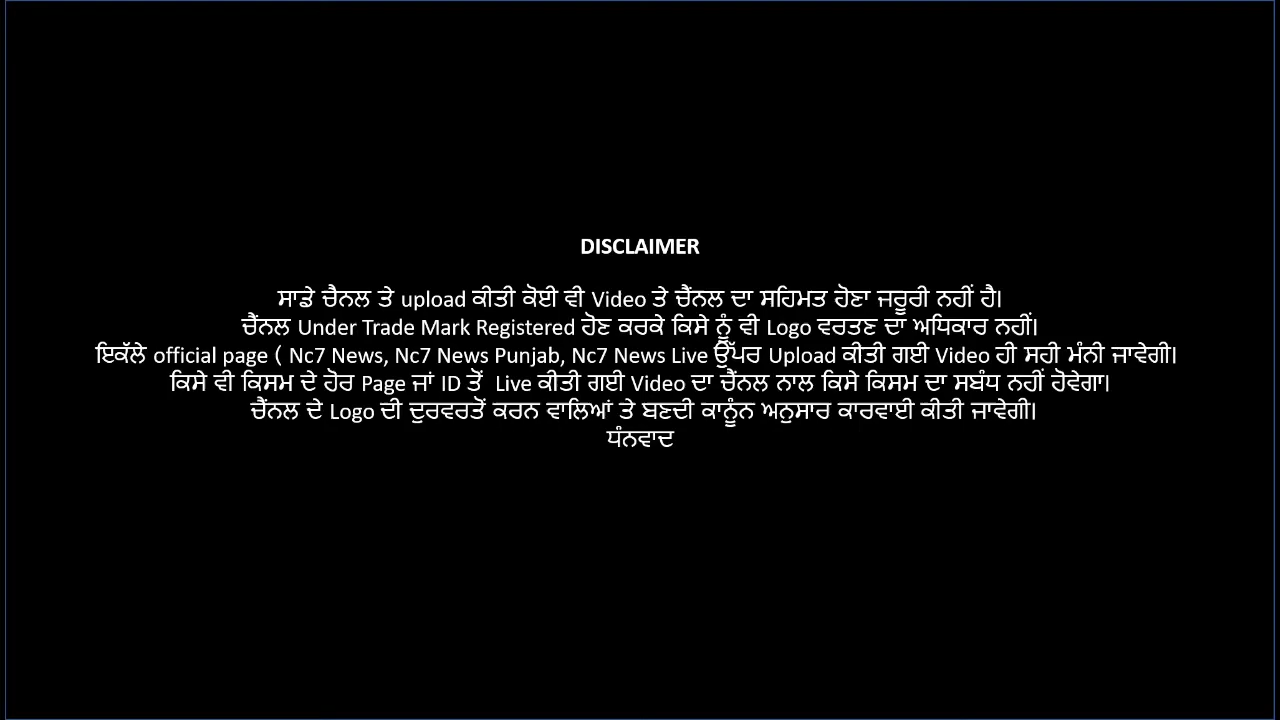 DISCLAIMER
ਸਾਡੇ ਚੈਨਲ ਤੇ upload ਕੀਤੀ ਕੋਈ ਵੀ Video ਤੇ ਚੈਂਨਲ ਦਾ ਸਹਿਮਤ ਹੋਣਾ ਜਰੂਰੀ ਨਹੀਂ ਹੈ।
ਚੈਂਨਲ Under Trade Mark Registered ਹੋਣ ਕਰਕੇ ਕਿਸੇ ਨੂੰ ਵੀ Logo ਵਰਤਣ ਦਾ ਅਧਿਕਾਰ ਨਹੀਂ।
ਇਕੱਲੇ official page ( Nc7 News, Nc7 News Punjab, Nc7 News Live ਉੱਪਰ Upload ਕੀਤੀ ਗਈ Video ਹੀ ਸਹੀ ਮੰਨੀ ਜਾਵੇਗੀ।
ਕਿਸੇ ਵੀ ਕਿਸਮ ਦੇ ਹੋਰ Page ਜਾਂ ID ਤੋਂ  Live ਕੀਤੀ ਗਈ Video ਦਾ ਚੈਂਨਲ ਨਾਲ ਕਿਸੇ ਕਿਸਮ ਦਾ ਸਬੰਧ ਨਹੀਂ ਹੋਵੇਗਾ।
ਚੈਂਨਲ ਦੇ Logo ਦੀ ਦੁਰਵਰਤੋਂ ਕਰਨ ਵਾਲਿਆਂ ਤੇ ਬਣਦੀ ਕਾਨੂੰਨ ਅਨੁਸਾਰ ਕਾਰਵਾਈ ਕੀਤੀ ਜਾਵੇਗੀ।
ਧੰਨਵਾਦ